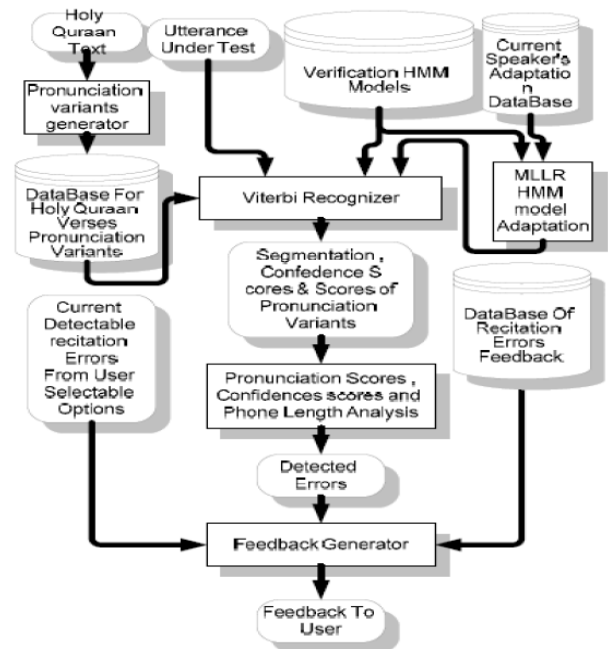 Holy
Quraan
Text
Utterance
Under Test
Verification HMM
Models
Current
Speaker's
Adaptatio
n
DataBase
Pronunciation
variants
generator
DataBase For
Holy Quraan
Verses
Pronunciation
Variants
Viterbi Recognizer
MLLR
HMM
model
Adaptation
Segmentation ,
Confedence S
cores & Scores of
Pronunciation
Variants
Current
Detectable
recitation
Errors
From User
Selectable
Options
DataBase Of
Recitation
Errors
Feedback
Pronunciation Scores ,
Confidences scores and
Phone Length Analysis
Detected
Errors
Feedback Generator
Feedback To
User